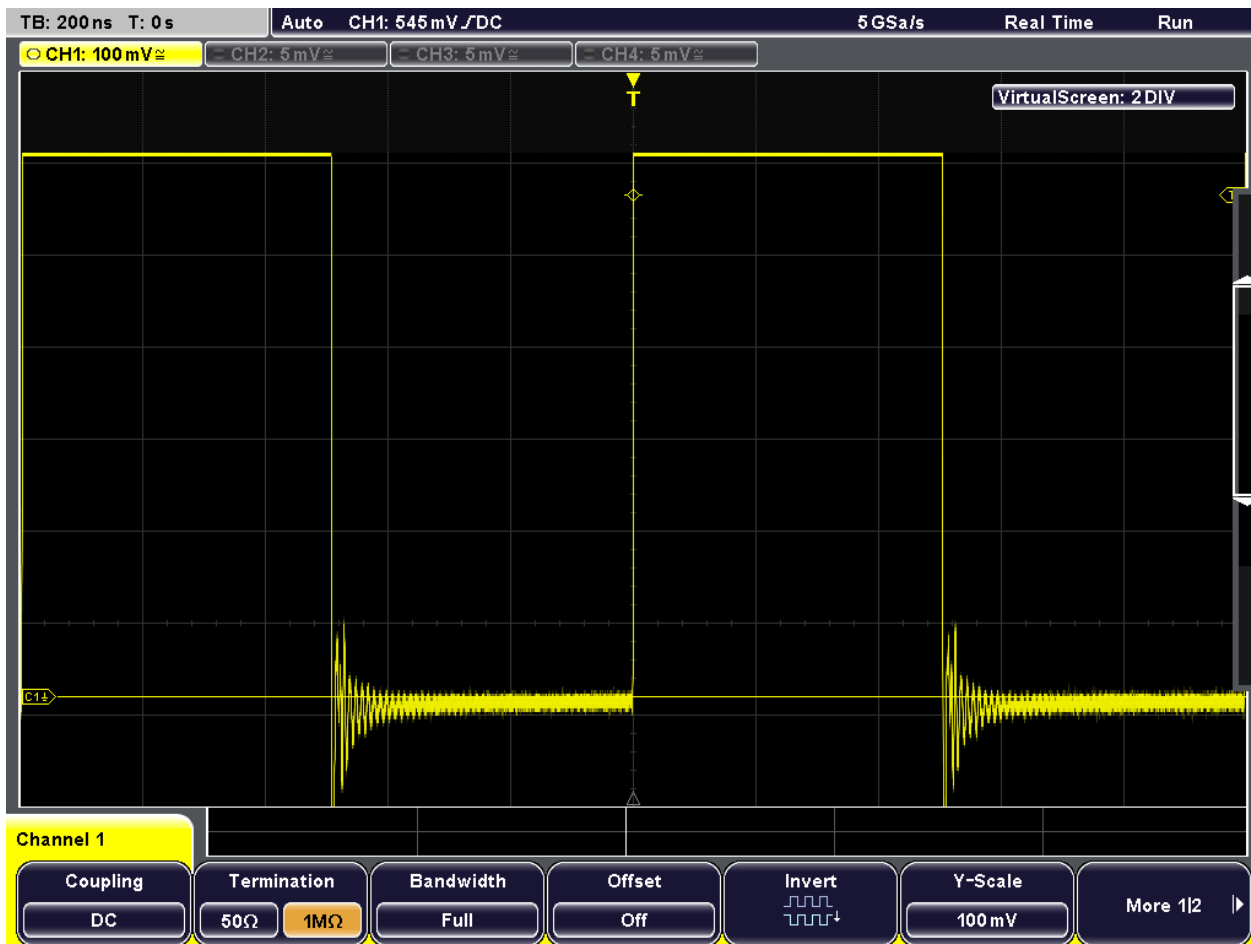 TB: 200 ns T: 0 s Auto CH1: 545 mV DC 5 GSa/s Real Time Run
CH1: 100 mV≅ CH2: 5 mV≅ CH3: 5 mV≅ CH4: 5 mV≅
T
VirtualScreen: 2 DIV
T
C1
Channel 1
Coupling Termination Bandwidth Offset Invert Y-Scale More 1|2
DC 50Ω 1MΩ Full Off 100 mV